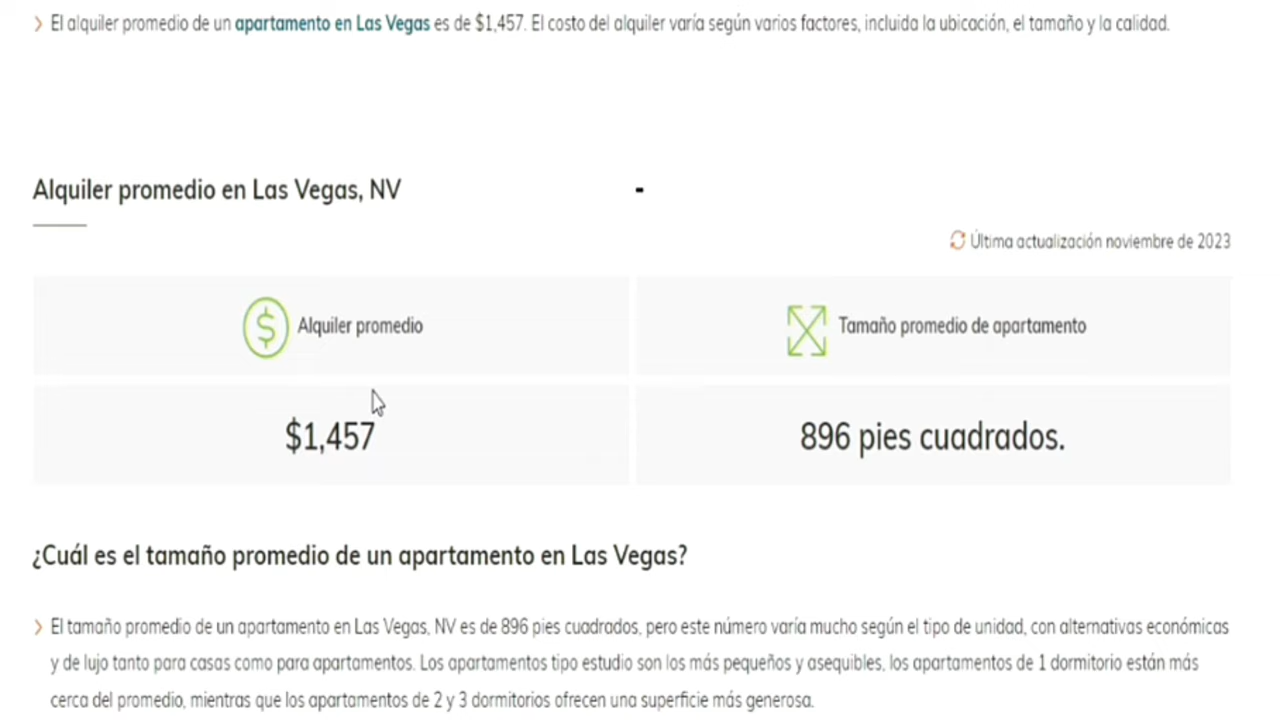 El alquiler promedio de un apartamento en Las Vegas es de $1,457. El costo del alquiler varía según varios factores, incluida la ubicación, el tamaño y la calidad.
Alquiler promedio en Las Vegas, NV
-
Última actualización noviembre de 2023
Alquiler promedio
Tamaño promedio de apartamento
$1,457
896 pies cuadrados.
¿Cuál es el tamaño promedio de un apartamento en Las Vegas?
El tamaño promedio de un apartamento en Las Vegas, NV es de 896 pies cuadrados, pero este número varía mucho según el tipo de unidad, con alternativas económicas
y de lujo tanto para casas como para apartamentos. Los apartamentos tipo estudio son los más pequeños y asequibles, los apartamentos de 1 dormitorio están más
cerca del promedio, mientras que los apartamentos de 2 y 3 dormitorios ofrecen una superficie más generosa.